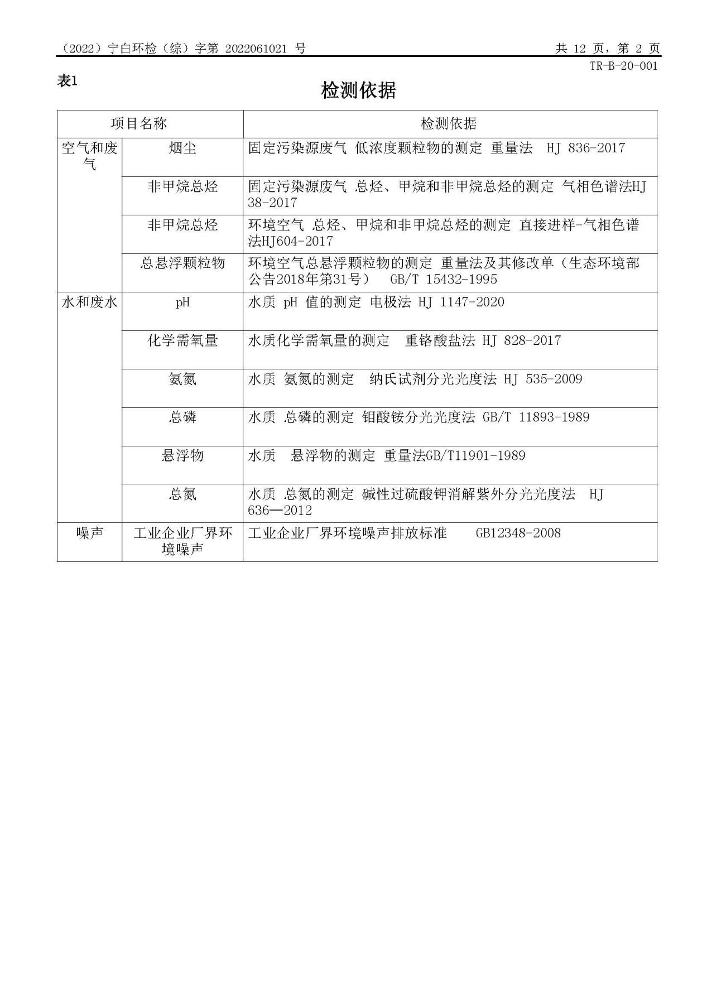 （2022）宁白环检（综）字第 2022061021 号 共 12 页，第 2 页
TR-B-20-001
表1
检测依据
项目名称 检测依据
空气和废气 烟尘 固定污染源废气 低浓度颗粒物的测定 重量法 HJ 836-2017
非甲烷总烃 固定污染源废气 总烃、甲烷和非甲烷总烃的测定 气相色谱法HJ
38-2017
非甲烷总烃 环境空气 总烃、甲烷和非甲烷总烃的测定 直接进样-气相色谱
法HJ604-2017
总悬浮颗粒物 环境空气总悬浮颗粒物的测定 重量法及其修改单（生态环境部
公告2018年第31号） GB/T 15432-1995
水和废水 pH 水质 pH 值的测定 电极法 HJ 1147-2020
化学需氧量 水质化学需氧量的测定 重铬酸盐法 HJ 828-2017
氨氮 水质 氨氮的测定 纳氏试剂分光光度法 HJ 535-2009
总磷 水质 总磷的测定 钼酸铵分光光度法 GB/T 11893-1989
悬浮物 水质 悬浮物的测定 重量法GB/T11901-1989
总氮 水质 总氮的测定 碱性过硫酸钾消解紫外分光光度法 HJ
636—2012
噪声 工业企业厂界环境噪声 工业企业厂界环境噪声排放标准 GB12348-2008